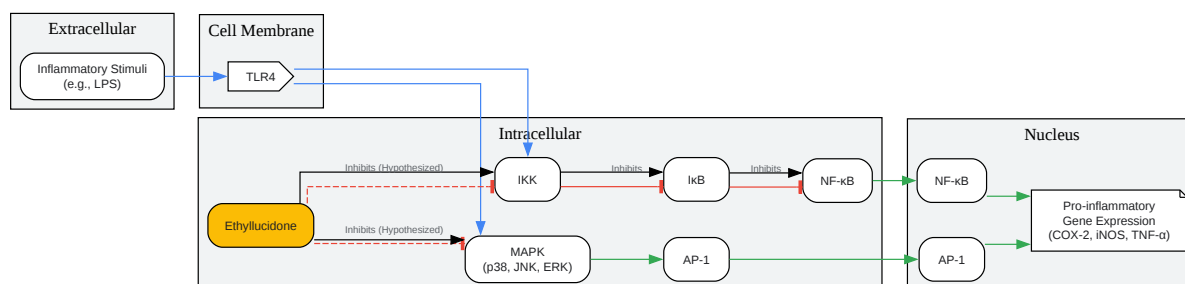 Extracellular
Cell Membrane
Inflammatory Stimuli
(e.g., LPS)
TLR4
Intracellular
Nucleus
Inhibits (Hypothesized)
Inhibits
Inhibits
IKK
IκB
NF-κB
NF-κB
Ethyllucidone
Inhibits (Hypothesized)
Pro-inflammatory
Gene Expression
(COX-2, iNOS, TNF-α)
MAPK
(p38, JNK, ERK)
AP-1
AP-1